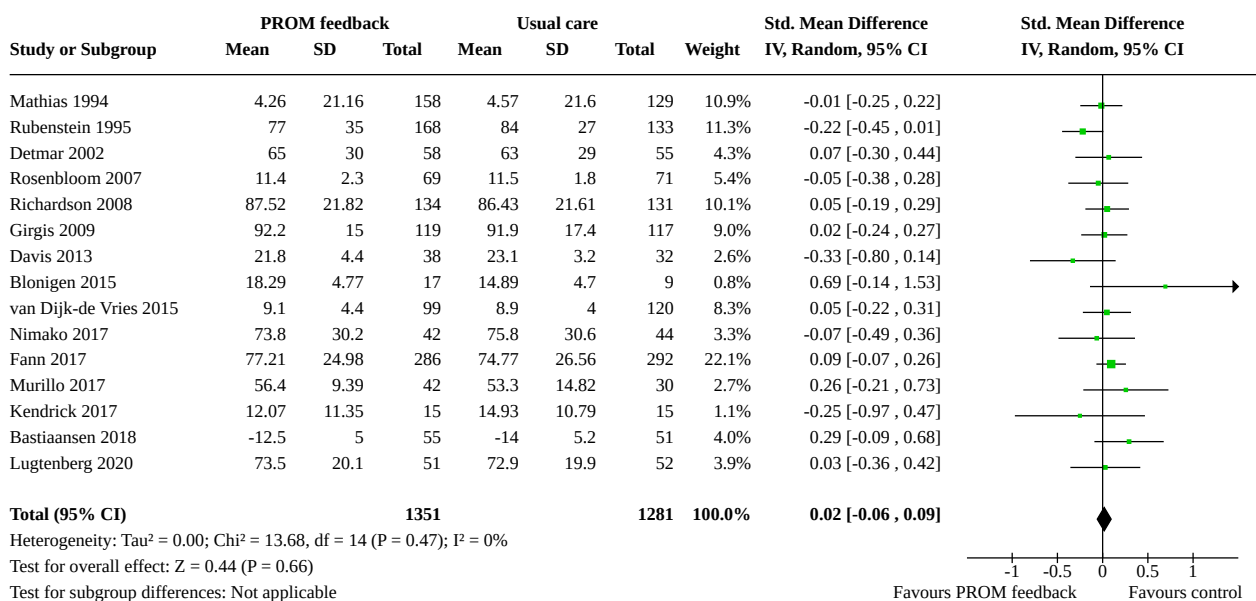 PROM feedback Usual care Std. Mean Difference Std. Mean Difference
Study or Subgroup Mean SD Total Mean SD Total Weight IV, Random, 95% CI IV, Random, 95% CI
Mathias 1994 4.26 21.16 158 4.57 21.6 129 10.9% -0.01 [-0.25 , 0.22]
Rubenstein 1995 77 35 168 84 27 133 11.3% -0.22 [-0.45 , 0.01]
Detmar 2002 65 30 58 63 29 55 4.3% 0.07 [-0.30 , 0.44]
Rosenbloom 2007 11.4 2.3 69 11.5 1.8 71 5.4% -0.05 [-0.38 , 0.28]
Richardson 2008 87.52 21.82 134 86.43 21.61 131 10.1% 0.05 [-0.19 , 0.29]
Girgis 2009 92.2 15 119 91.9 17.4 117 9.0% 0.02 [-0.24 , 0.27]
Davis 2013 21.8 4.4 38 23.1 3.2 32 2.6% -0.33 [-0.80 , 0.14]
Blonigen 2015 18.29 4.77 17 14.89 4.7 9 0.8% 0.69 [-0.14 , 1.53]
van Dijk-de Vries 2015 9.1 4.4 99 8.9 4 120 8.3% 0.05 [-0.22 , 0.31]
Nimako 2017 73.8 30.2 42 75.8 30.6 44 3.3% -0.07 [-0.49 , 0.36]
Fann 2017 77.21 24.98 286 74.77 26.56 292 22.1% 0.09 [-0.07 , 0.26]
Murillo 2017 56.4 9.39 42 53.3 14.82 30 2.7% 0.26 [-0.21 , 0.73]
Kendrick 2017 12.07 11.35 15 14.93 10.79 15 1.1% -0.25 [-0.97 , 0.47]
Bastiaansen 2018 -12.5 5 55 -14 5.2 51 4.0% 0.29 [-0.09 , 0.68]
Lugtenberg 2020 73.5 20.1 51 72.9 19.9 52 3.9% 0.03 [-0.36 , 0.42]
Total (95% CI) 1351 1281 100.0% 0.02 [-0.06 , 0.09]
Heterogeneity: Tau² = 0.00; Chi² = 13.68, df = 14 (P = 0.47); I² = 0%
Test for overall effect: Z = 0.44 (P = 0.66)
-1 -0.5 0 0.5 1
Test for subgroup differences: Not applicable Favours PROM feedback Favours control